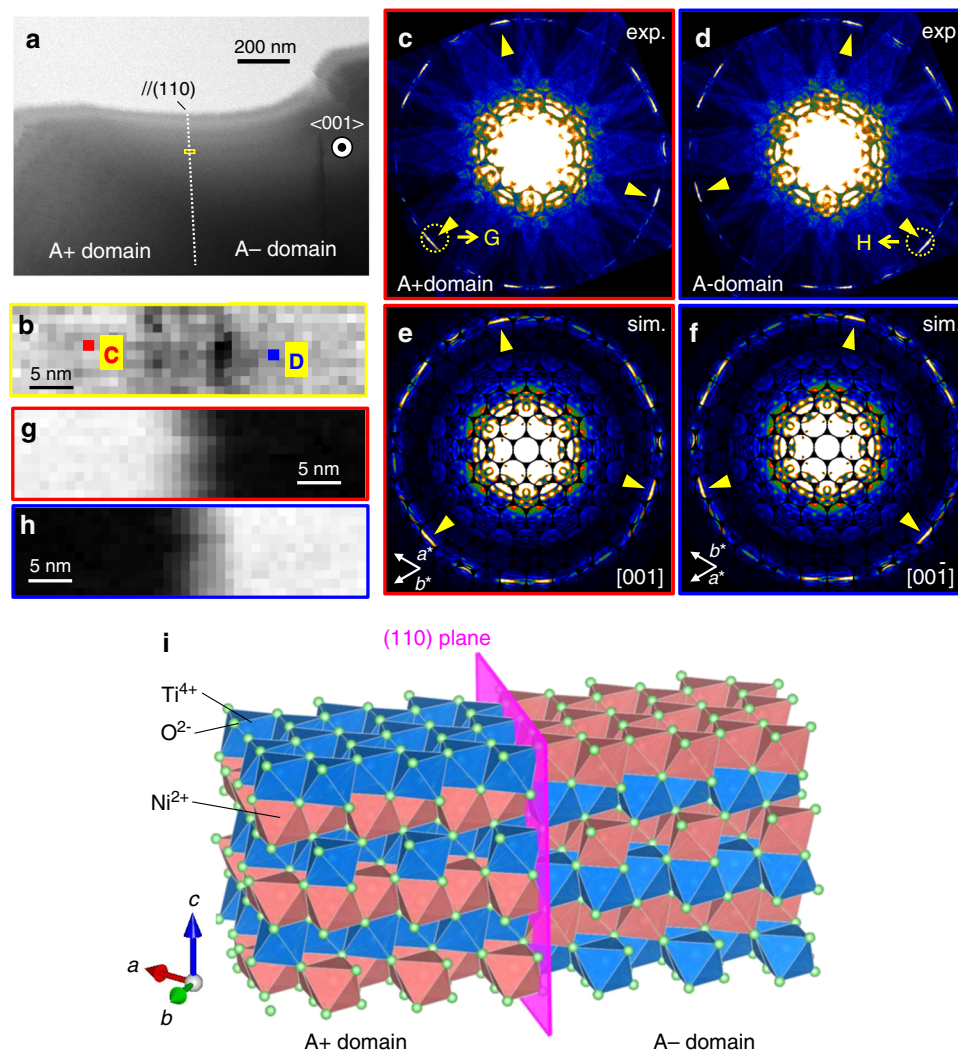 a
200 nm
//(110)
<001>
A+ domain
A– domain
b
C
D
5 nm
g
5 nm
h
5 nm
c
exp.
G
A+domain
d
exp.
H
A-domain
e
sim.
a*
b*
[001]
f
sim.
b*
a*
[001̄]
i
(110) plane
Ti4+
O2-
Ni2+
c
a
b
A+ domain
A– domain